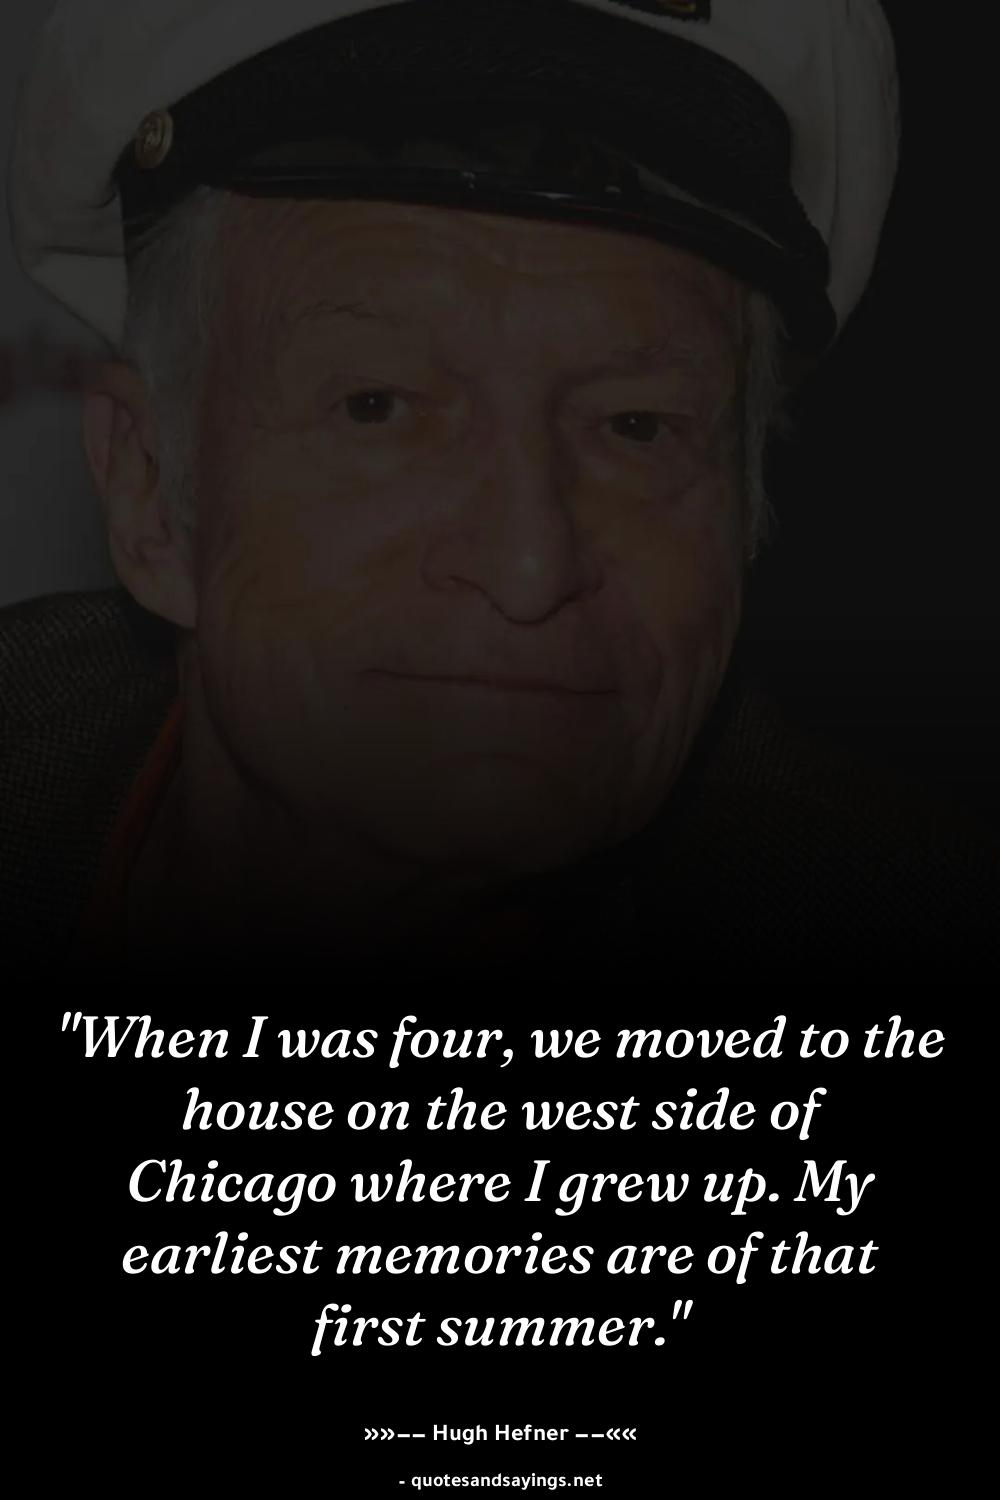 "When I was four, we moved to the
house on the west side of
Chicago where I grew up. My
earliest memories are of that
first summer."
»»–– Hugh Hefner ––««
- quotesandsayings.net